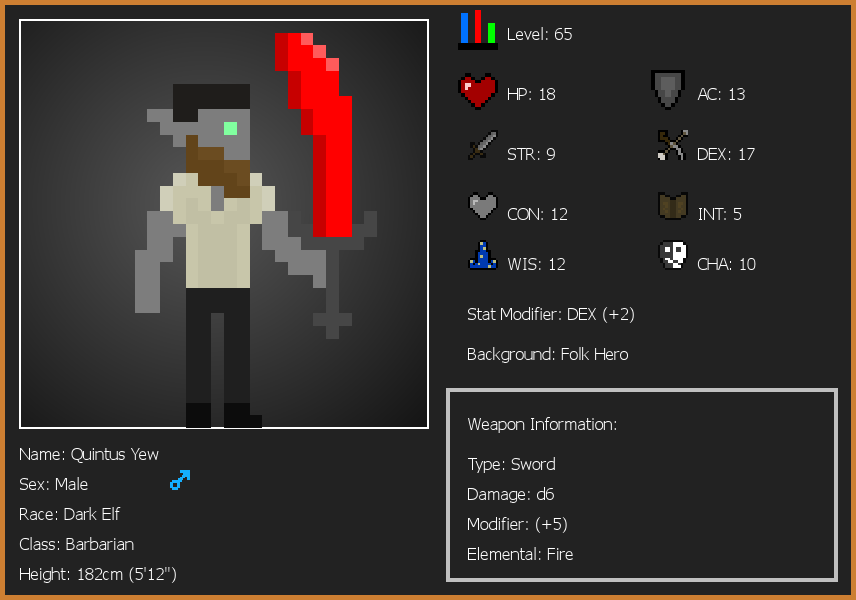 Level: 65
HP: 18
AC: 13
STR: 9
DEX: 17
CON: 12
INT: 5
WIS: 12
CHA: 10
Stat Modifier: DEX (+2)
Background: Folk Hero
Weapon Information:
Type: Sword
Damage: d6
Modifier: (+5)
Elemental: Fire
Name: Quintus Yew
Sex: Male
Race: Dark Elf
Class: Barbarian
Height: 182cm (5'12")